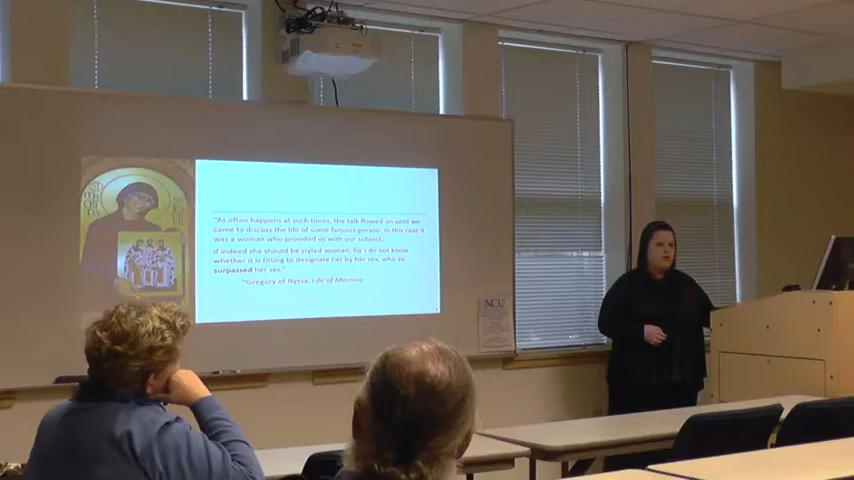 "As often happens at such times, the talk flowed on until we
came to discuss the life of some famous person. In this case it
was a woman who provided us with our subject,
if indeed she should be styled woman, for I do not know
whether it is fitting to designate her by her sex, who so
surpassed her sex."
~Gregory of Nyssa, Life of Macrina
NCU